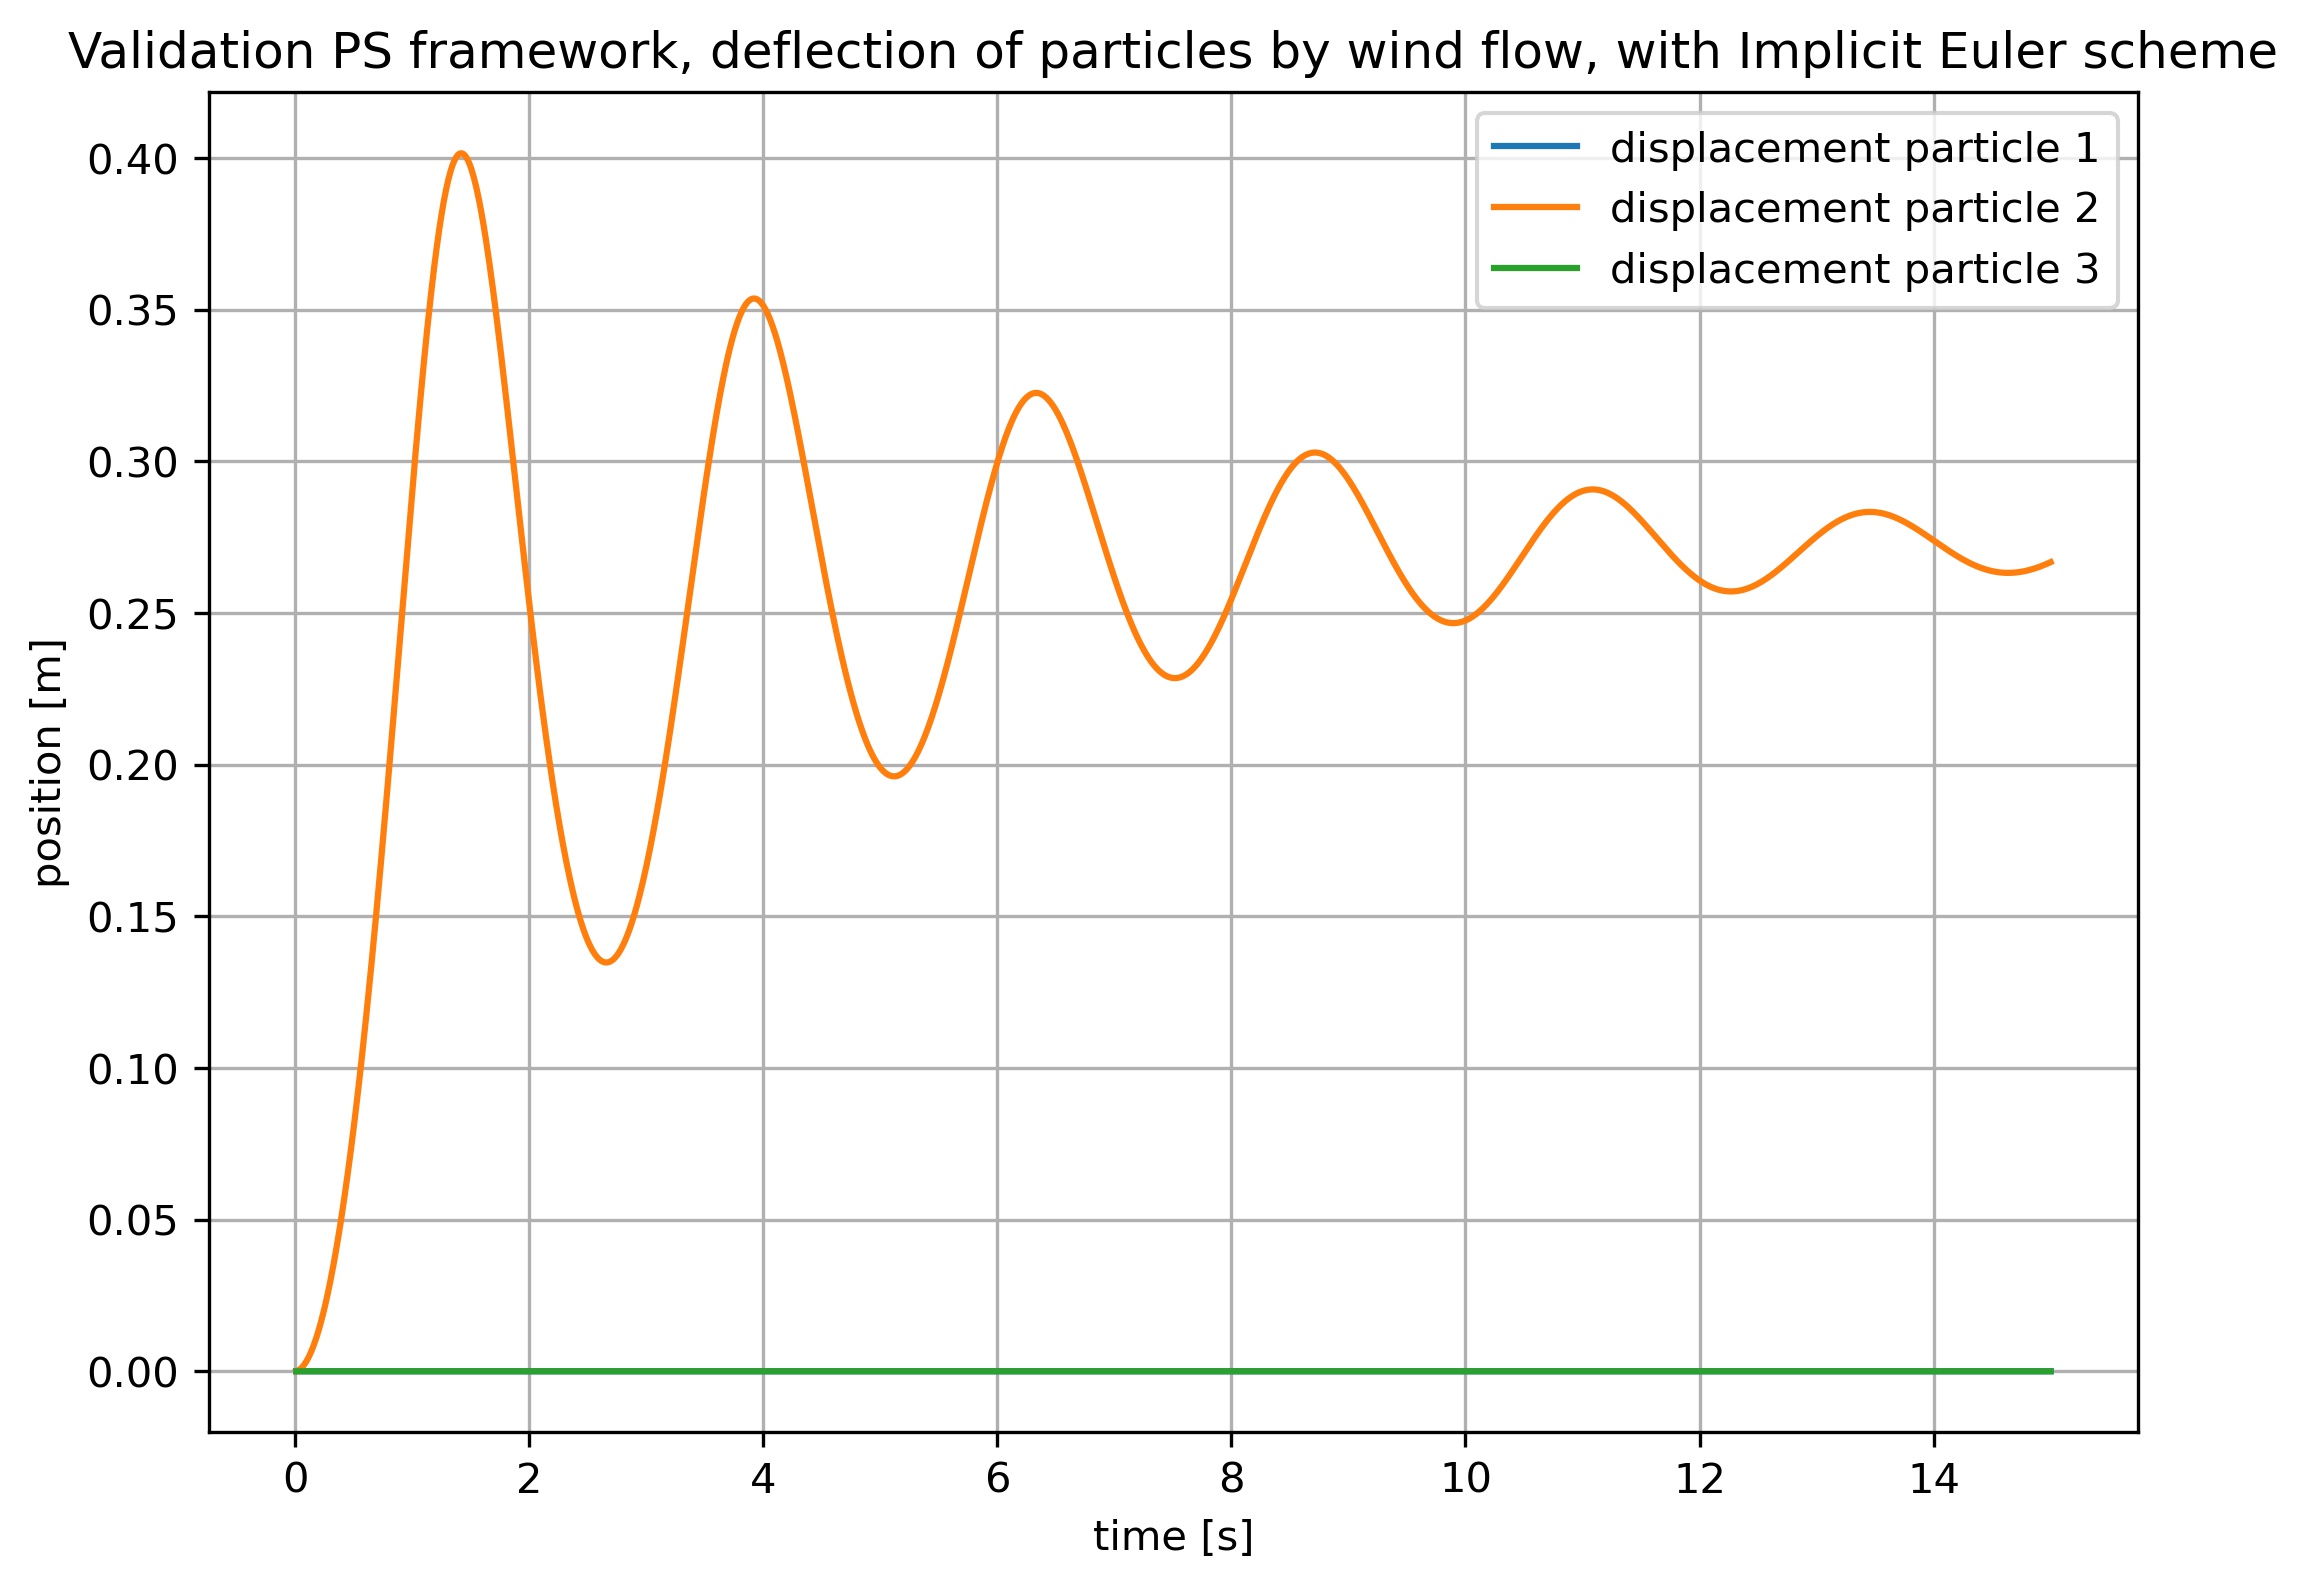 Validation PS framework, deflection of particles by wind flow, with Implicit Euler scheme
displacement particle 1
displacement particle 2
displacement particle 3
0.40
0.35
0.30
0.25
0.20
0.15
0.10
0.05
0.00
position [m]
0 2 4 6 8 10 12 14
time [s]